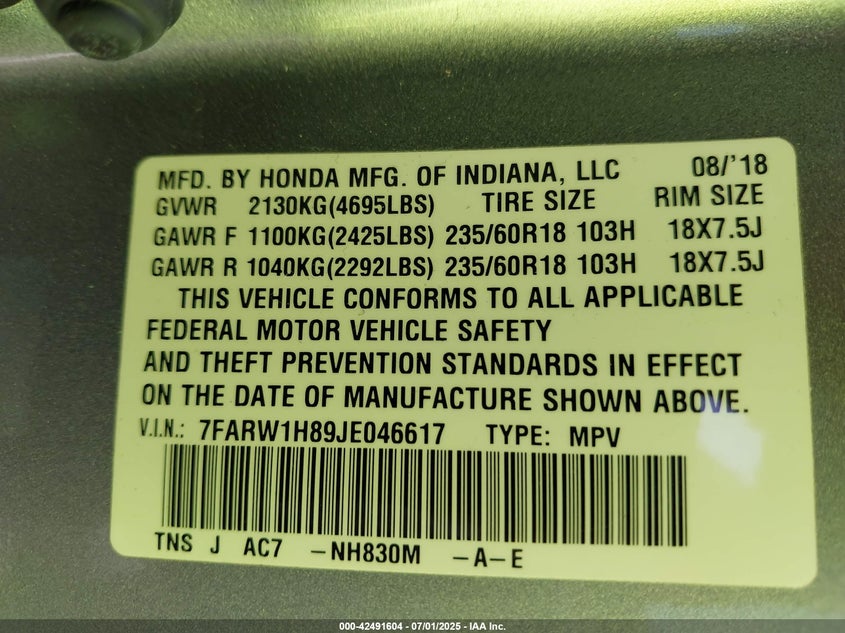 MFD. BY HONDA MFG. OF INDIANA, LLC 08/'18
GVWR 2130KG(4695LBS) TIRE SIZE RIM SIZE
GAWR F 1100KG(2425LBS) 235/60R18 103H 18X7.5J
GAWR R 1040KG(2292LBS) 235/60R18 103H 18X7.5J
THIS VEHICLE CONFORMS TO ALL APPLICABLE
FEDERAL MOTOR VEHICLE SAFETY
AND THEFT PREVENTION STANDARDS IN EFFECT
ON THE DATE OF MANUFACTURE SHOWN ABOVE.
V.I.N.: 7FARW1H89JE046617 TYPE: MPV
TNS J AC7 -NH830M -A-E
000-42491604 - 07/01/2025 - IAA Inc.